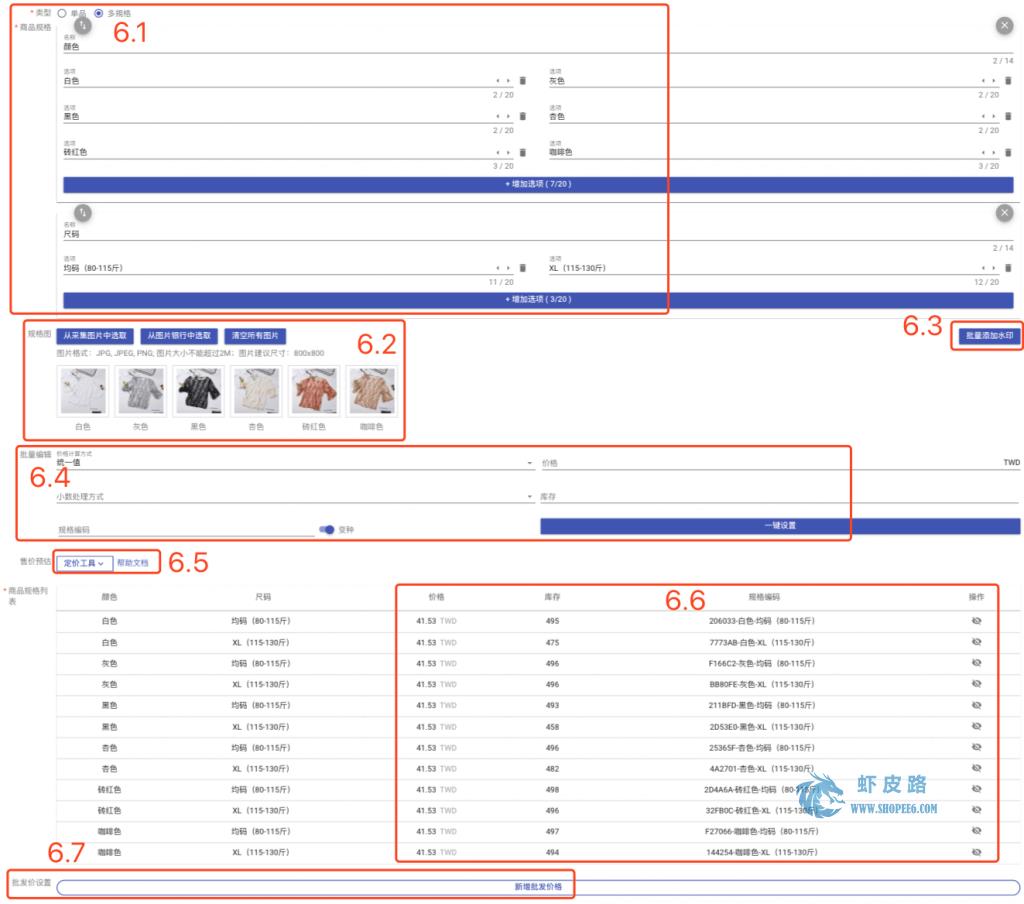 *类型 单品 多规格
6.1
*商品规格
名称
颜色
2 / 14
选项 选项
白色 灰色
2 / 20 2 / 20
选项 选项
黑色 杏色
2 / 20 2 / 20
选项 选项
砖红色 咖啡色
3 / 20 3 / 20
+ 增加选项 ( 7/20 )
名称
尺码
2 / 14
选项 选项
均码（80-115斤） XL（115-130斤）
11 / 20 12 / 20
+ 增加选项 ( 3/20 )
规格图 从采集图片中选取 从图片银行中选取 清空所有图片 6.2 6.3 批量添加水印
图片格式：JPG, JPEG, PNG, 图片大小不能超过2M；图片建议尺寸：800x800
白色 灰色 黑色 杏色 砖红色 咖啡色
批量编辑 价格计算方式
统一值 价格 TWD
6.4
小数处理方式 库存
规格编码 变种 一键设置
售价预估 定价工具 帮助文档 6.5
*商品规格列表 颜色 尺码 价格 库存 6.6 规格编码 操作
白色 均码（80-115斤） 41.53 TWD 495 206033-白色-均码（80-115斤）
白色 XL（115-130斤） 41.53 TWD 475 7773AB-白色-XL（115-130斤）
灰色 均码（80-115斤） 41.53 TWD 496 F166C2-灰色-均码（80-115斤）
灰色 XL（115-130斤） 41.53 TWD 496 BB80FE-灰色-XL（115-130斤）
黑色 均码（80-115斤） 41.53 TWD 493 211BFD-黑色-均码（80-115斤）
黑色 XL（115-130斤） 41.53 TWD 458 2D53E0-黑色-XL（115-130斤）
杏色 均码（80-115斤） 41.53 TWD 496 25365F-杏色-均码（80-115斤）
杏色 XL（115-130斤） 41.53 TWD 482 4A2701-杏色-XL（115-130斤）
砖红色 均码（80-115斤） 41.53 TWD 498 2D4A6A-砖红色-均码（80-115斤）
砖红色 XL（115-130斤） 41.53 TWD 496 32FB0C-砖红色-XL（115-130斤）
咖啡色 均码（80-115斤） 41.53 TWD 497 F27066-咖啡色-均码（80-115斤）
咖啡色 XL（115-130斤） 41.53 TWD 494 144254-咖啡色-XL（115-130斤）
虾皮路
WWW.SHOPEE6.COM
6.7
批发价设置 新增批发价格